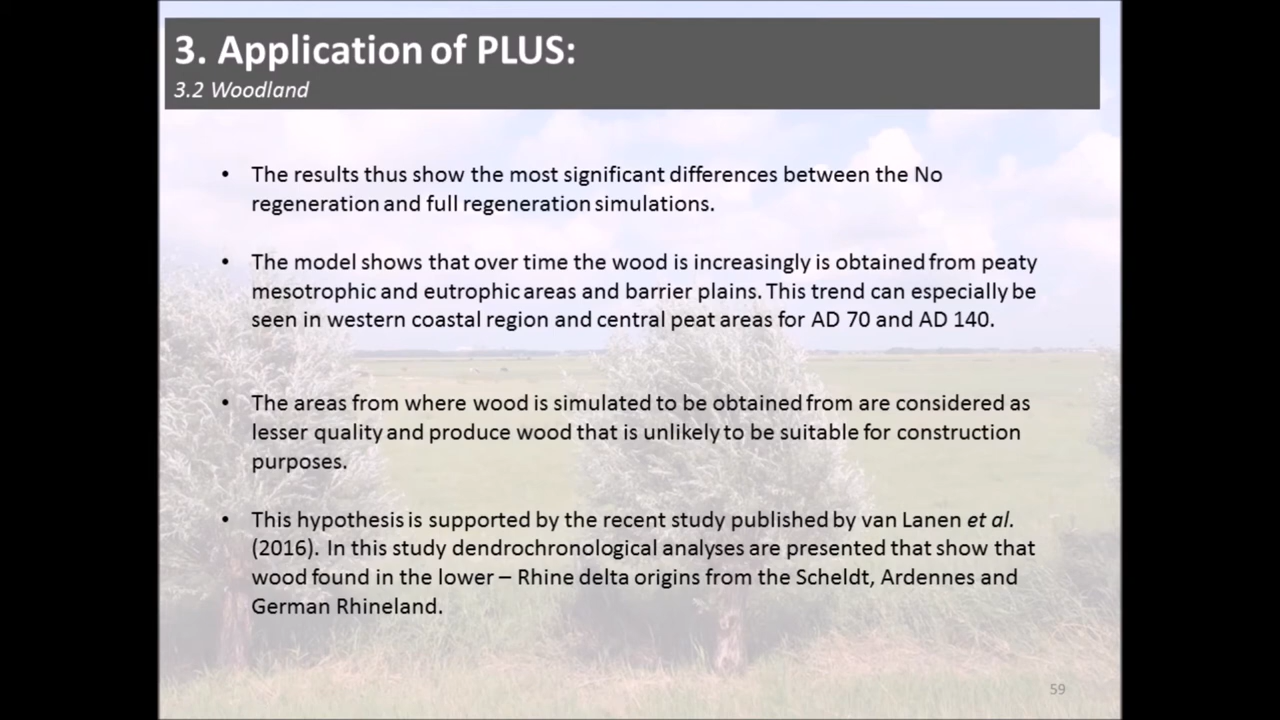 3. Application of PLUS:
3.2 Woodland
• The results thus show the most significant differences between the No
regeneration and full regeneration simulations.
• The model shows that over time the wood is increasingly is obtained from peaty
mesotrophic and eutrophic areas and barrier plains. This trend can especially be
seen in western coastal region and central peat areas for AD 70 and AD 140.
• The areas from where wood is simulated to be obtained from are considered as
lesser quality and produce wood that is unlikely to be suitable for construction
purposes.
• This hypothesis is supported by the recent study published by van Lanen et al.
(2016). In this study dendrochronological analyses are presented that show that
wood found in the lower – Rhine delta origins from the Scheldt, Ardennes and
German Rhineland.
59